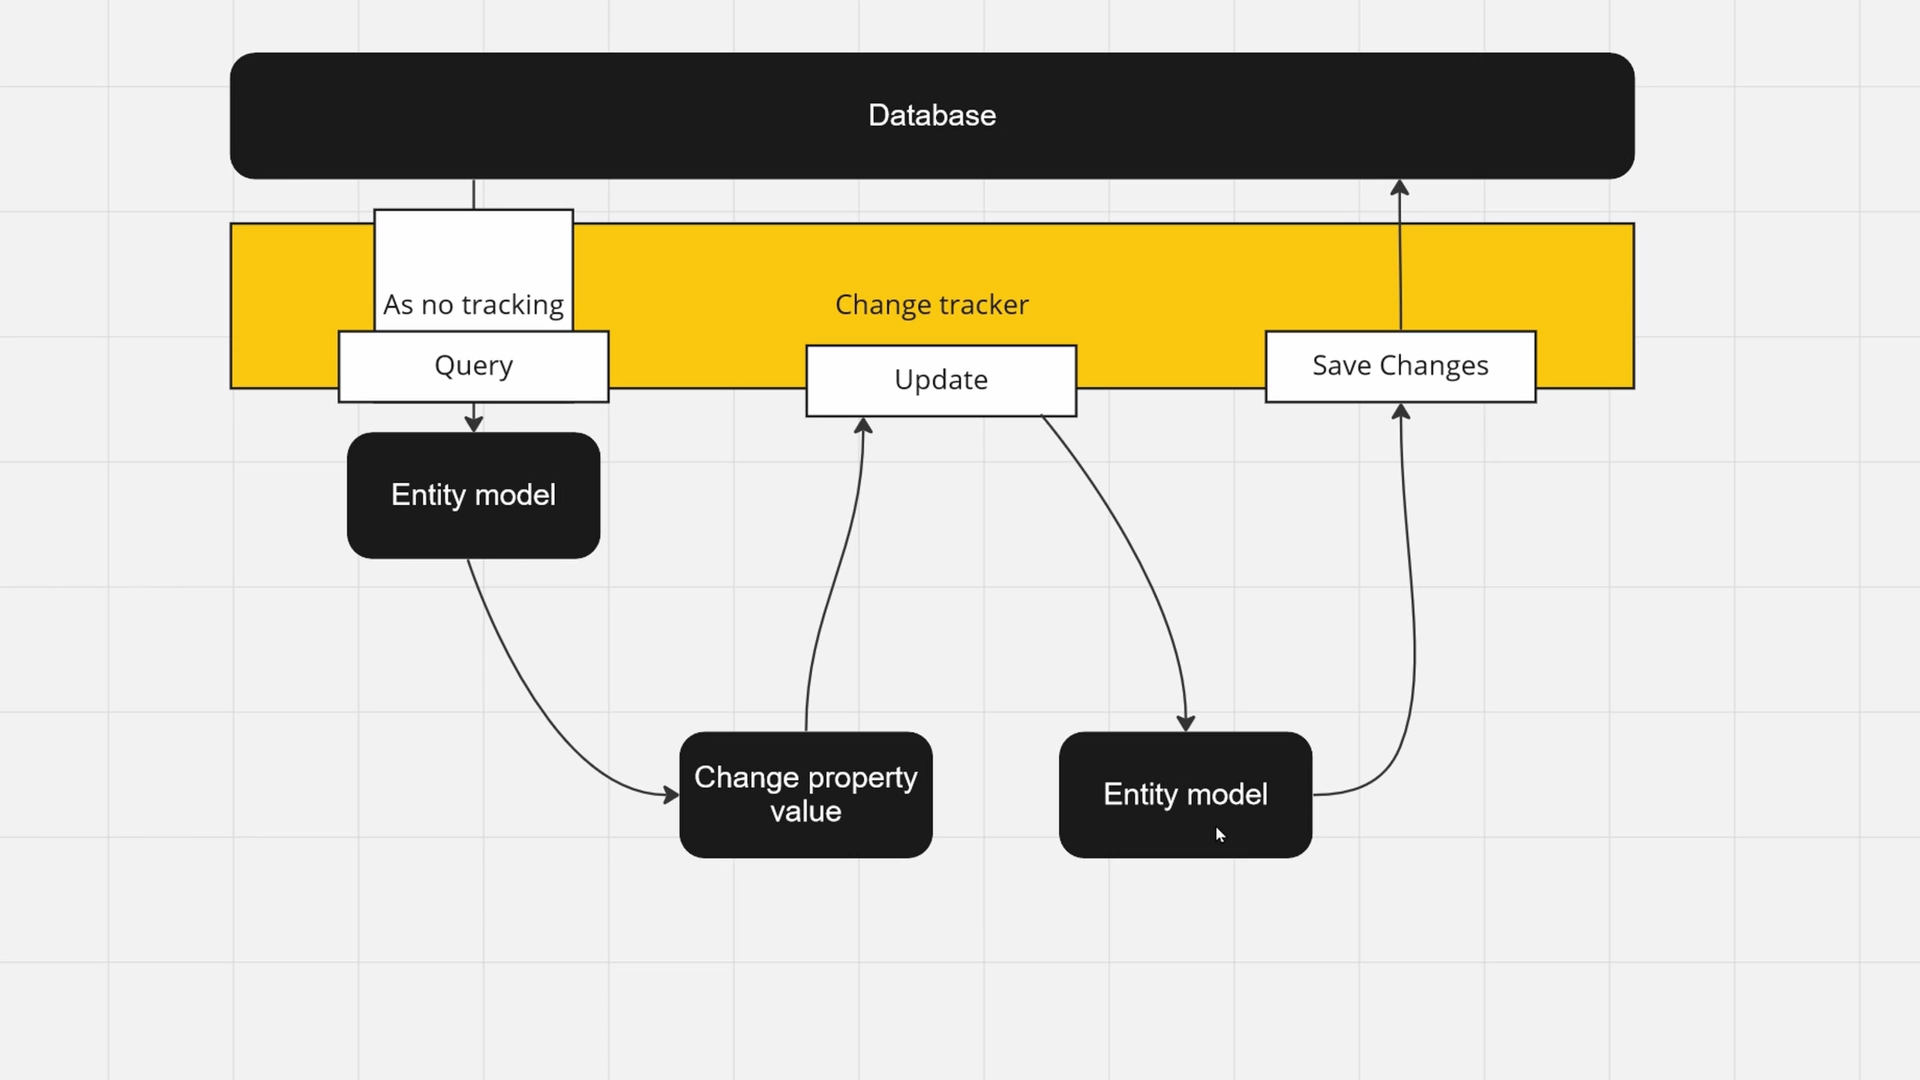 Database
As no tracking
Change tracker
Query
Update
Save Changes
Entity model
Change property
value
Entity model